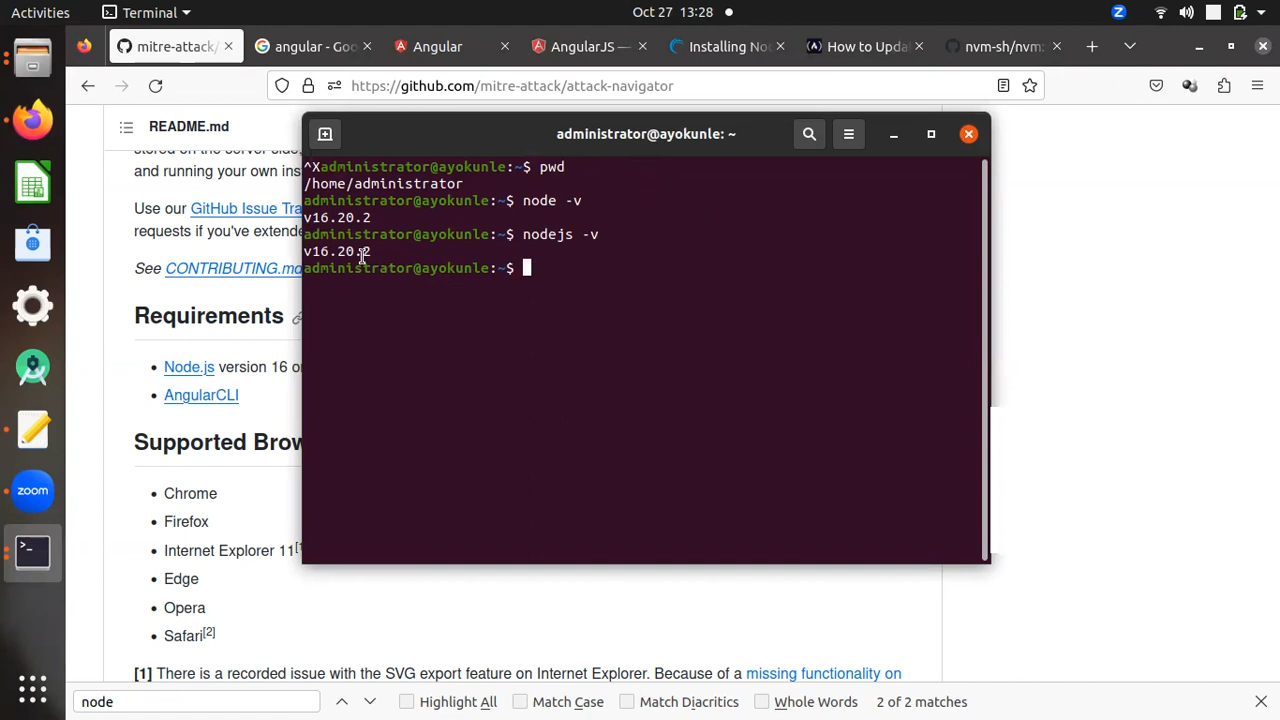 Activities
Terminal
Oct 27 13:28
mitre-attack/
angular - Goo
Angular
AngularJS —
Installing No
How to Upda
nvm-sh/nvm:
https://github.com/mitre-attack/attack-navigator
README.md
administrator@ayokunle: ~
^Xadministrator@ayokunle:~$ pwd
/home/administrator
administrator@ayokunle:~$ node -v
v16.20.2
administrator@ayokunle:~$ nodejs -v
v16.20.2
administrator@ayokunle:~$
stored on the server side,
and running your own ins
Use our GitHub Issue Tra
requests if you've extende
See CONTRIBUTING.md
Requirements
• Node.js version 16 o
• AngularCLI
Supported Brow
• Chrome
• Firefox
• Internet Explorer 11[1
• Edge
• Opera
• Safari[2]
[1] There is a recorded issue with the SVG export feature on Internet Explorer. Because of a missing functionality on
zoom
node
Highlight All
Match Case
Match Diacritics
Whole Words
2 of 2 matches